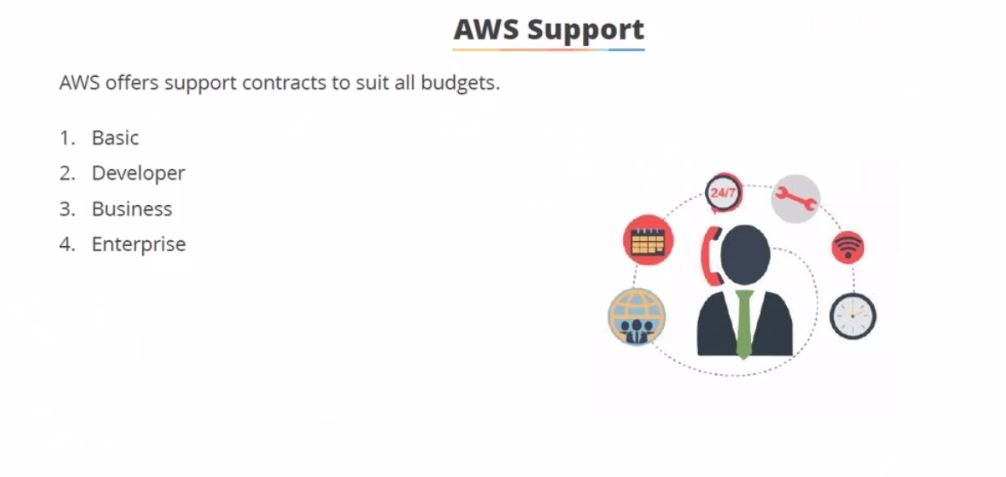 AWS Support
AWS offers support contracts to suit all budgets.
1. Basic
2. Developer
3. Business
4. Enterprise
24/7